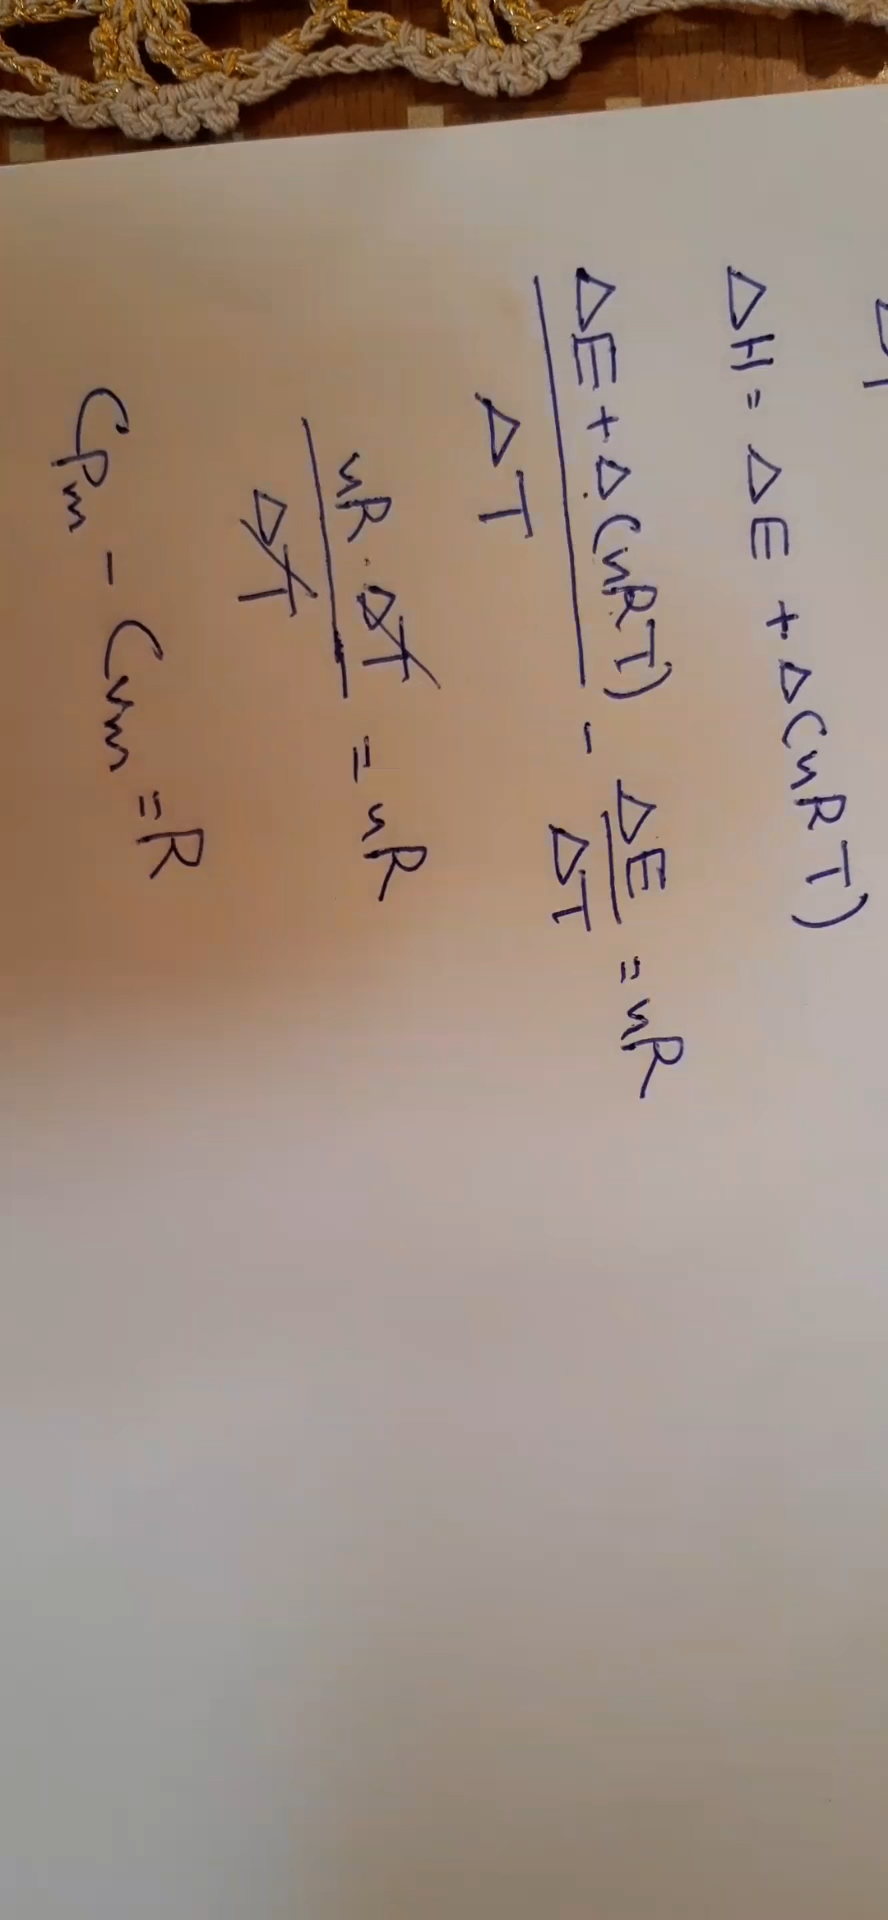 ΔH = ΔE + Δ(nRT)
ΔE + Δ(nRT) / ΔT - ΔE / ΔT = nR
nR · ΔT / ΔT = nR
Cpm - Cvm = R